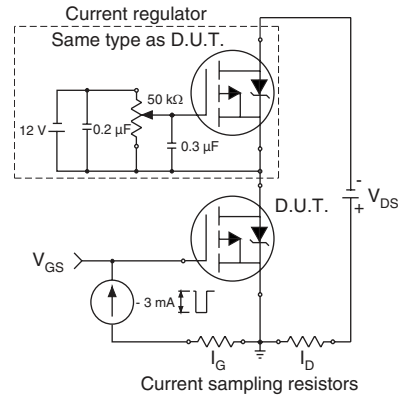 Current regulator
Same type as D.U.T.
50 kΩ
12 V
0.2 µF
0.3 µF
-
+
V_DS
D.U.T.
V_GS
- 3 mA
I_G
I_D
Current sampling resistors